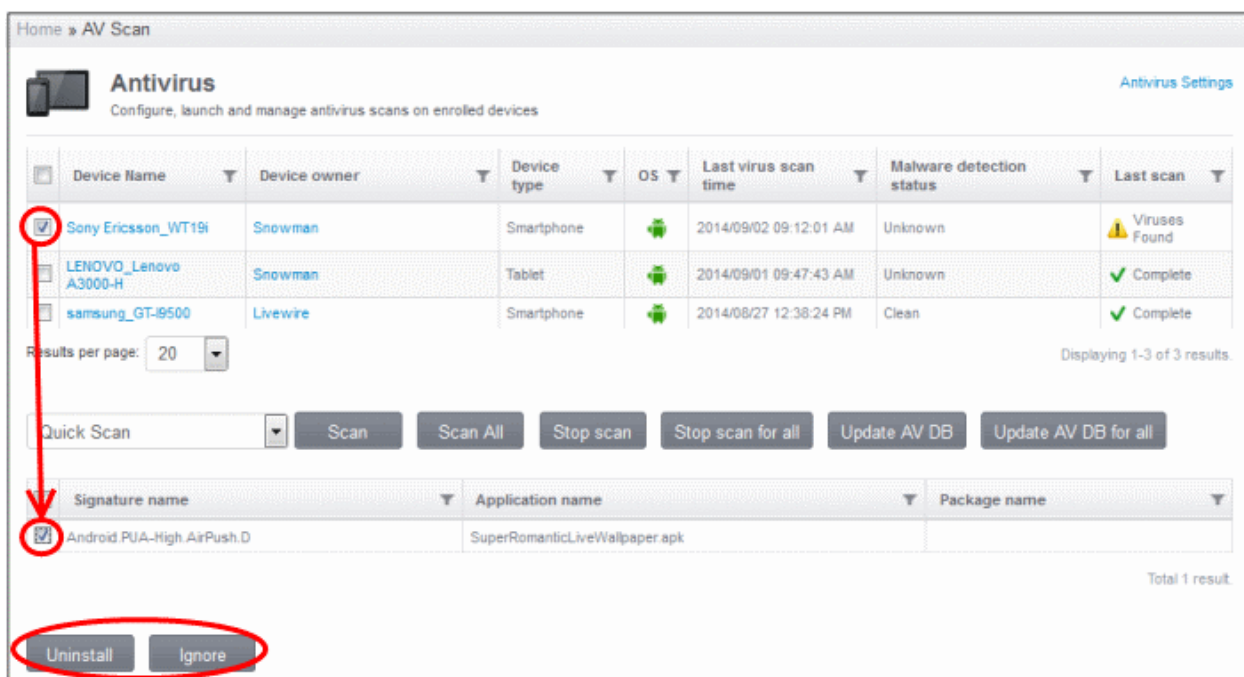 Home » AV Scan
Antivirus
Antivirus Settings
Configure, launch and manage antivirus scans on enrolled devices
Device Name Device owner Device type OS Last virus scan time Malware detection status Last scan
Sony Ericsson_WT19i Snowman Smartphone 2014/09/02 09:12:01 AM Unknown Viruses Found
LENOVO_Lenovo A3000-H Snowman Tablet 2014/09/01 09:47:43 AM Unknown Complete
samsung_GT-I9500 Livewire Smartphone 2014/08/27 12:38:24 PM Clean Complete
Results per page: 20 Displaying 1-3 of 3 results.
Quick Scan Scan Scan All Stop scan Stop scan for all Update AV DB Update AV DB for all
Signature name Application name Package name
Android.PUA-High.AirPush.D SuperRomanticLiveWallpaper.apk
Total 1 result.
Uninstall Ignore